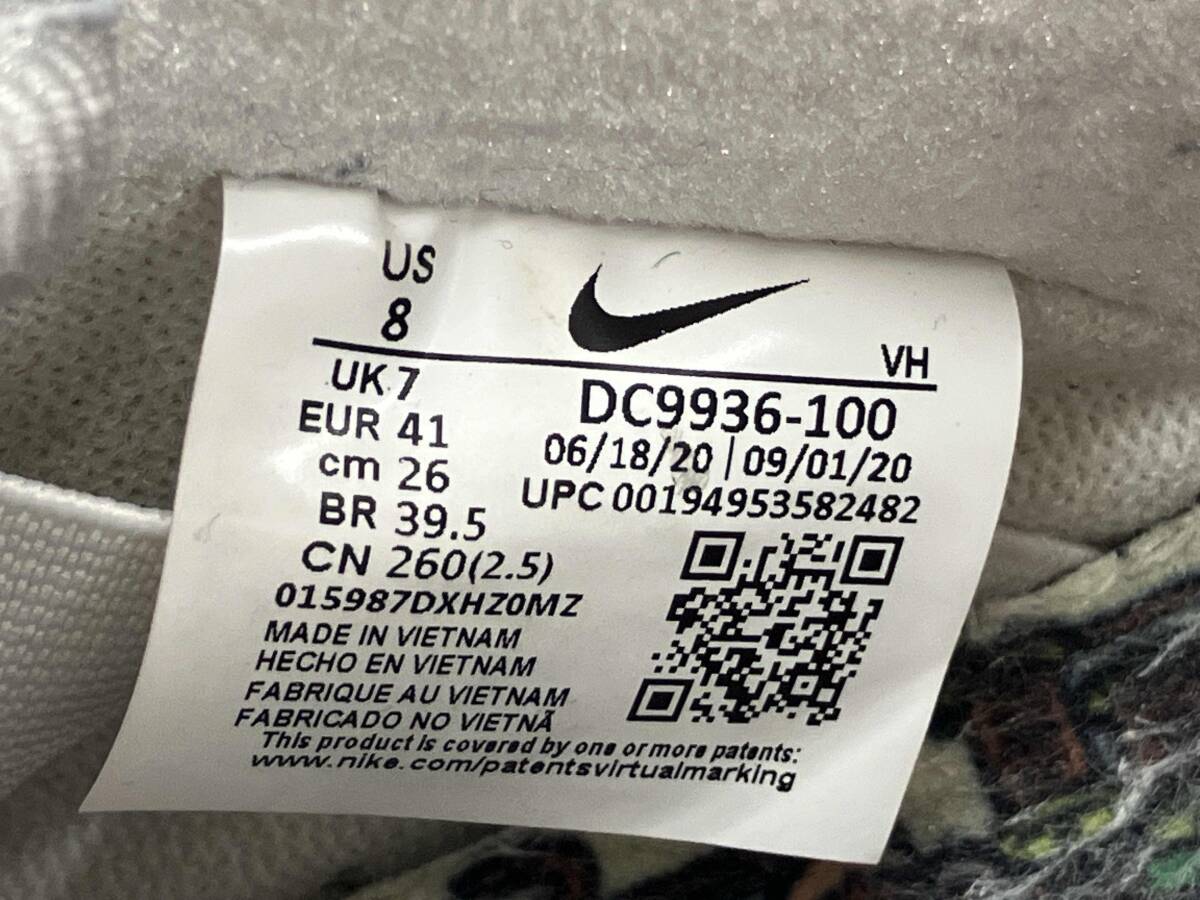 US
8
VH
UK 7
EUR 41
cm 26
BR 39.5
CN 260(2.5)
DC9936-100
06/18/20 | 09/01/20
UPC 00194953582482
015987DXHZ0MZ
MADE IN VIETNAM
HECHO EN VIETNAM
FABRIQUE AU VIETNAM
FABRICADO NO VIETNÃ
This product is covered by one or more patents:
www.nike.com/patentsvirtualmarking